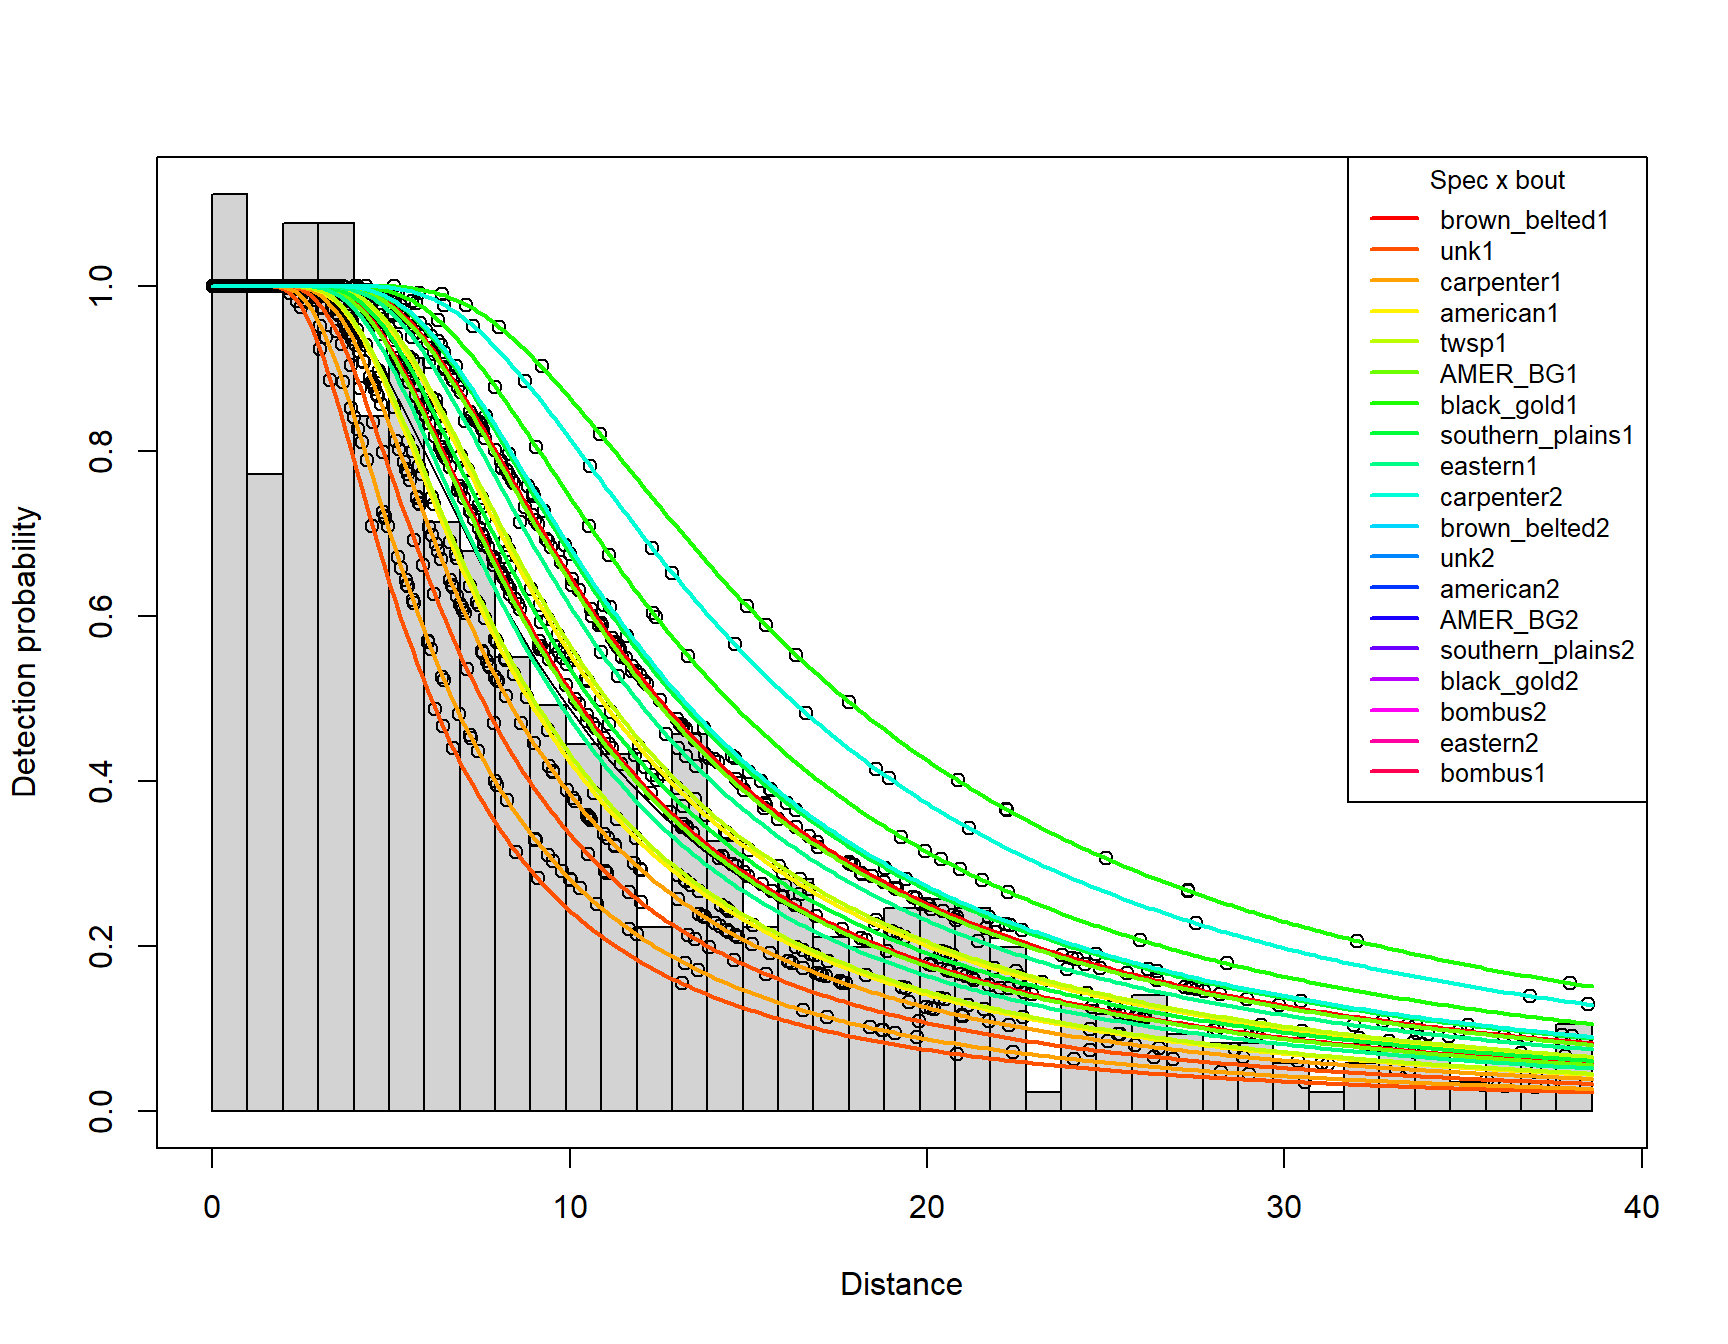 Spec x bout
brown_belted1
unk1
carpenter1
american1
twsp1
AMER_BG1
black_gold1
southern_plains1
eastern1
carpenter2
brown_belted2
unk2
american2
AMER_BG2
southern_plains2
black_gold2
bombus2
eastern2
bombus1
Detection probability
1.0
0.8
0.6
0.4
0.2
0.0
0 10 20 30 40
Distance